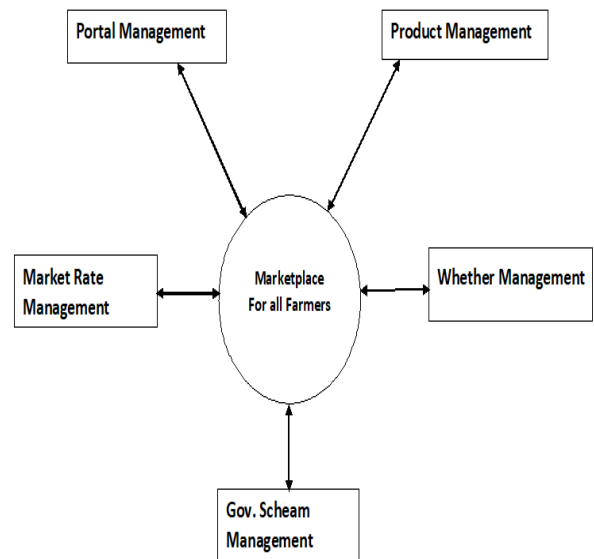 Portal Management
Product Management
Market Rate
Management
Marketplace
For all Farmers
Whether Management
Gov. Scheam
Management